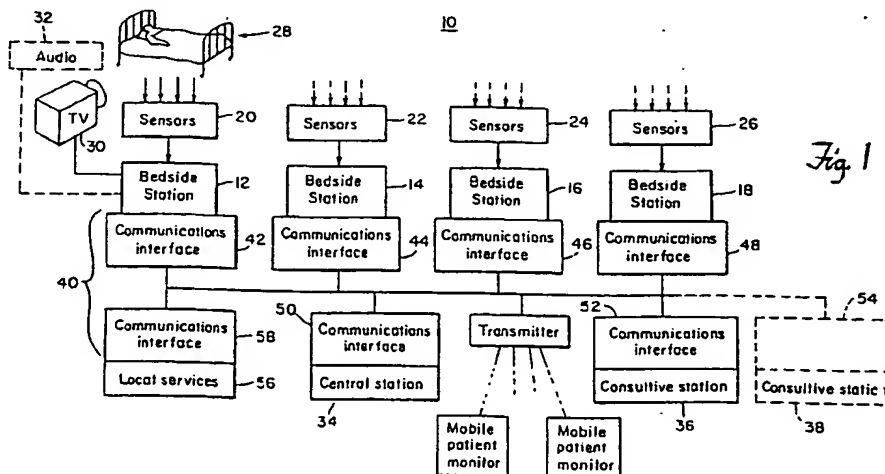 10
32
28
Audio
TV
30
Sensors
20
Sensors
22
Sensors
24
Sensors
26
Fig. 1
Bedside
Station
12
Bedside
Station
14
Bedside
Station
16
Bedside
Station
18
Communications
interface
42
Communications
interface
44
Communications
interface
46
Communications
interface
48
40
50
52
54
Communications
interface
58
Communications
interface
Transmitter
Communications
interface
Local services
56
Central station
34
Consultive station
36
Consultive static
38
Mobile
patient
monitor
Mobile
patient
monitor